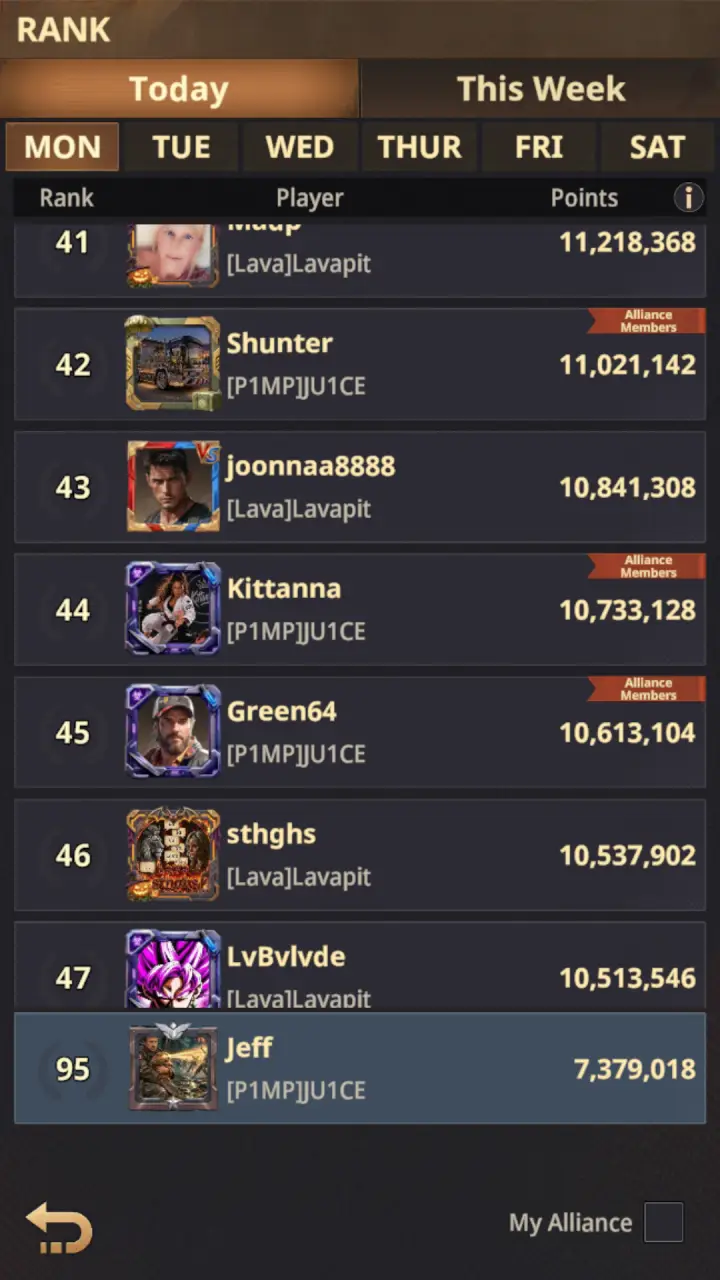 RANK
Today
This Week
MON
TUE
WED
THUR
FRI
SAT
Rank
Player
Points
41
[Lava]Lavapit
11,218,368
42
Shunter
[P1MP]JU1CE
Alliance
Members
11,021,142
43
joonnaa8888
[Lava]Lavapit
10,841,308
44
Kittanna
[P1MP]JU1CE
Alliance
Members
10,733,128
45
Green64
[P1MP]JU1CE
Alliance
Members
10,613,104
46
sthghs
[Lava]Lavapit
10,537,902
47
LvBvlvde
[Lava]Lavapit
10,513,546
95
Jeff
[P1MP]JU1CE
7,379,018
My Alliance